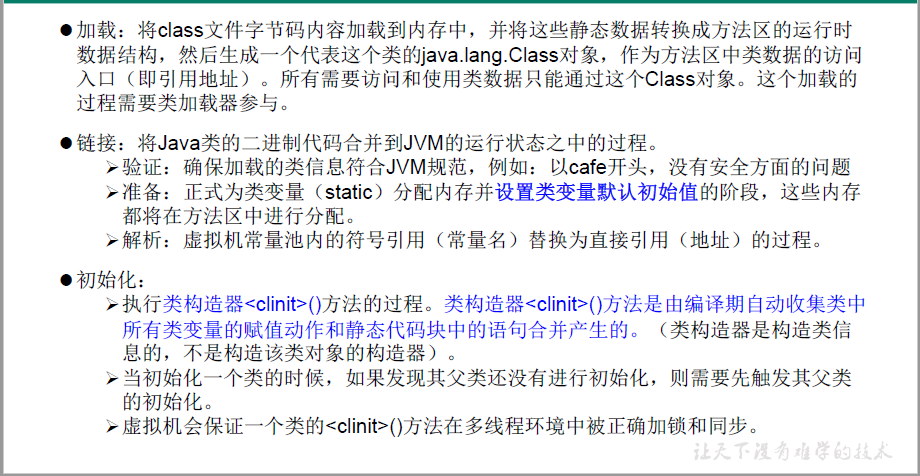 ●加载：将class文件字节码内容加载到内存中，并将这些静态数据转换成方法区的运行时
数据结构，然后生成一个代表这个类的java.lang.Class对象，作为方法区中类数据的访问
入口（即引用地址）。所有需要访问和使用类数据只能通过这个Class对象。这个加载的
过程需要类加载器参与。
●链接：将Java类的二进制代码合并到JVM的运行状态之中的过程。
➢验证：确保加载的类信息符合JVM规范，例如：以cafe开头，没有安全方面的问题
➢准备：正式为类变量（static）分配内存并设置类变量默认初始值的阶段，这些内存
都将在方法区中进行分配。
➢解析：虚拟机常量池内的符号引用（常量名）替换为直接引用（地址）的过程。
●初始化：
➢执行类构造器<clinit>()方法的过程。类构造器<clinit>()方法是由编译期自动收集类中
所有类变量的赋值动作和静态代码块中的语句合并产生的。（类构造器是构造类信
息的，不是构造该类对象的构造器）。
➢当初始化一个类的时候，如果发现其父类还没有进行初始化，则需要先触发其父类
的初始化。
➢虚拟机会保证一个类的<clinit>()方法在多线程环境中被正确加锁和同步。
让天下没有难学的技术